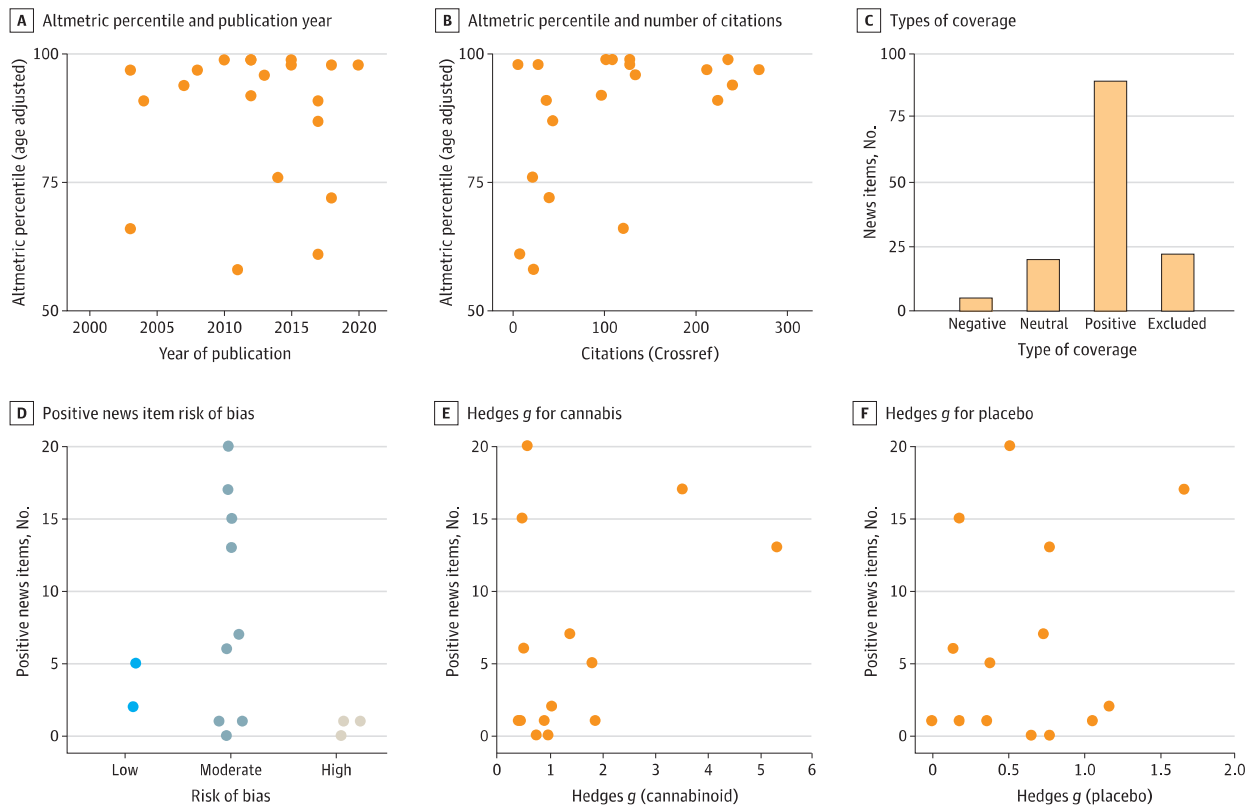 A Altmetric percentile and publication year
Altmetric percentile (age adjusted)
100
75
50
2000 2005 2010 2015 2020
Year of publication
B Altmetric percentile and number of citations
Altmetric percentile (age adjusted)
100
75
50
0 100 200 300
Citations (Crossref)
C Types of coverage
News items, No.
100
75
50
25
0
Negative Neutral Positive Excluded
Type of coverage
D Positive news item risk of bias
Positive news items, No.
20
15
10
5
0
Low Moderate High
Risk of bias
E Hedges g for cannabis
Positive news items, No.
20
15
10
5
0
0 1 2 3 4 5 6
Hedges g (cannabinoid)
F Hedges g for placebo
Positive news items, No.
20
15
10
5
0
0 0.5 1.0 1.5 2.0
Hedges g (placebo)